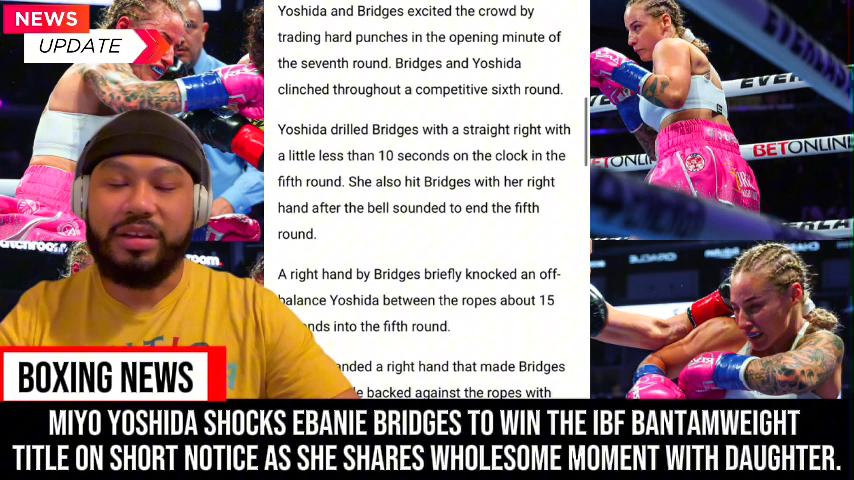 NEWS
UPDATE
Yoshida and Bridges excited the crowd by
trading hard punches in the opening minute of
the seventh round. Bridges and Yoshida
clinched throughout a competitive sixth round.
Yoshida drilled Bridges with a straight right with
a little less than 10 seconds on the clock in the
fifth round. She also hit Bridges with her right
hand after the bell sounded to end the fifth
round.
A right hand by Bridges briefly knocked an off-
balance Yoshida between the ropes about 15
into the fifth round.
a right hand that made Bridges
backed against the ropes with
BETONLINE
BOXING NEWS
MIYO YOSHIDA SHOCKS EBANIE BRIDGES TO WIN THE IBF BANTAMWEIGHT
TITLE ON SHORT NOTICE AS SHE SHARES WHOLESOME MOMENT WITH DAUGHTER.